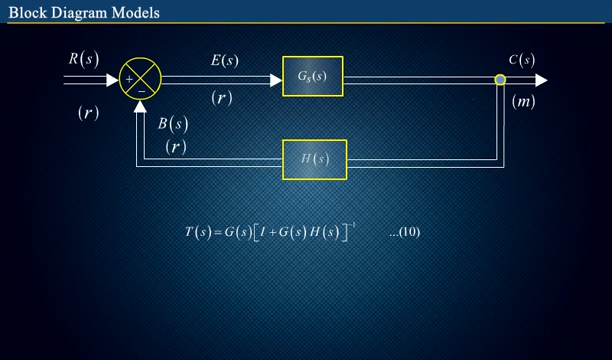 Block Diagram Models
R(s) E(s) C(s)
+ G_s(s)
−
(r) (r) (m)
B(s)
(r) H(s)
T(s)=G(s)[I+G(s)H(s)]^{-1} ...(10)